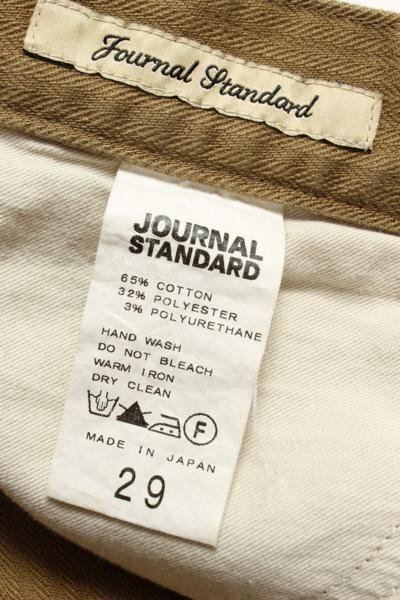 Journal Standard
JOURNAL
STANDARD
65% COTTON
32% POLYESTER
3% POLYURETHANE
HAND WASH
DO NOT BLEACH
WARM IRON
DRY CLEAN
F
MADE IN JAPAN
29